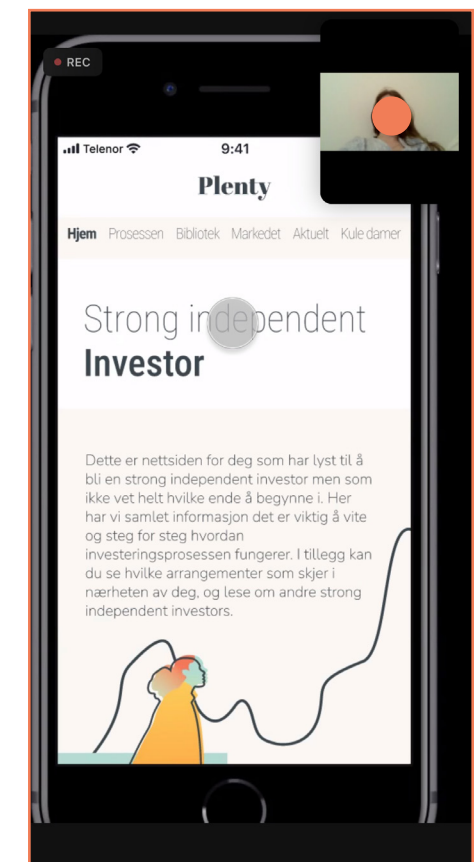 REC
Telenor
9:41
Plenty
Hjem Prosessen Bibliotek Markedet Aktuelt Kule damer
Strong independent
Investor
Dette er nettsiden for deg som har lyst til å
bli en strong independent investor men som
ikke vet helt hvilke ende å begynne i. Her
har vi samlet informasjon det er viktig å vite
og steg for steg hvordan
investeringsprosessen fungerer. I tillegg kan
du se hvilke arrangementer som skjer i
nærheten av deg, og lese om andre strong
independent investors.